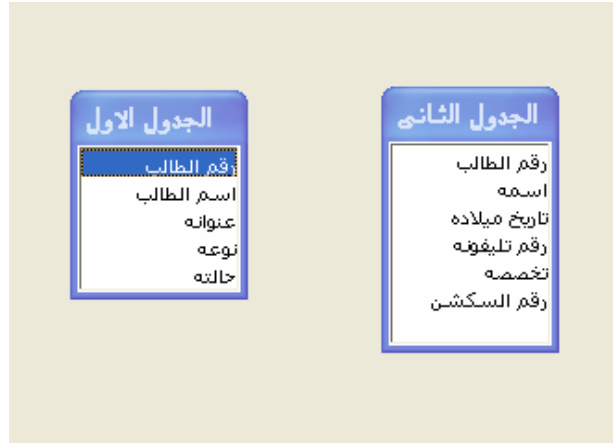 الجدول الثانى
رقم الطالب
اسمه
تاريخ ميلاده
رقم تليفونه
تخصصه
رقم السكشن
الجدول الاول
رقم الطالب
اسم الطالب
عنوانه
نوعه
حالته